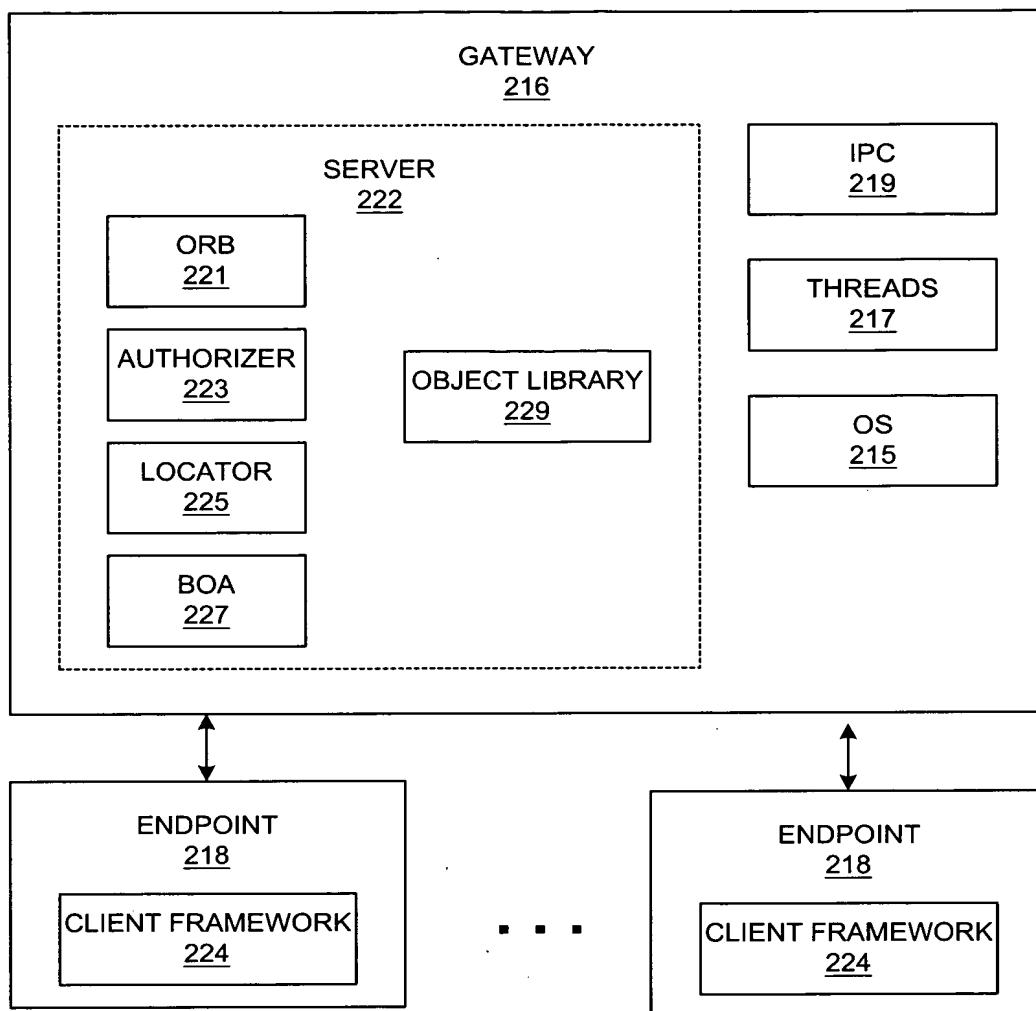 GATEWAY
216
SERVER
222
ORB
221
AUTHORIZER
223
LOCATOR
225
BOA
227
OBJECT LIBRARY
229
IPC
219
THREADS
217
OS
215
ENDPOINT
218
CLIENT FRAMEWORK
224
ENDPOINT
218
CLIENT FRAMEWORK
224